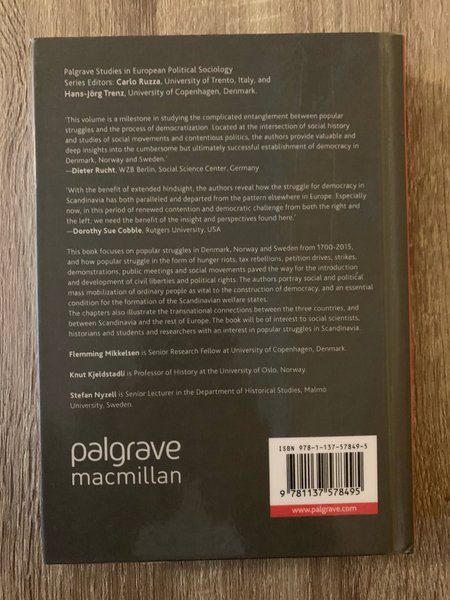 Palgrave Studies in European Political Sociology
Series Editors: Carlo Ruzza, University of Trento, Italy, and
Hans-Jörg Trenz, University of Copenhagen, Denmark.
'This volume is a milestone in studying the complicated entanglement between popular
struggles and the process of democratization. Located at the intersection of social history
and studies of social movements and contentious politics, the authors provide valuable and
deep insights into the cumbersome but ultimately successful establishment of democracy in
Denmark, Norway and Sweden.'
—Dieter Rucht, WZB Berlin, Social Science Center, Germany
'With the benefit of extended hindsight, the authors reveal how the struggle for democracy in
Scandinavia has both paralleled and departed from the pattern elsewhere in Europe. Especially
now, in this period of renewed contention and democratic challenge from both the right and
the left, we need the benefit of the insight and perspectives found here.'
—Dorothy Sue Cobble, Rutgers University, USA
This book focuses on popular struggles in Denmark, Norway and Sweden from 1700-2015,
and how popular struggle in the form of hunger riots, tax rebellions, petition drives, strikes,
demonstrations, public meetings and social movements paved the way for the introduction
and development of civil liberties and political rights. The authors portray social and political
mass mobilization of ordinary people as vital to the construction of democracy, and an essential
condition for the formation of the Scandinavian welfare states.
The chapters also illustrate the transnational connections between the three countries, and
between Scandinavia and the rest of Europe. The book will be of interest to social scientists,
historians and students and researchers with an interest in popular struggles in Scandinavia.
Flemming Mikkelsen is Senior Research Fellow at University of Copenhagen, Denmark.
Knut Kjeldstadli is Professor of History at the University of Oslo, Norway.
Stefan Nyzell is Senior Lecturer in the Department of Historical Studies, Malmö
University, Sweden.
palgrave
macmillan
ISBN 978-1-137-57849-5
9 781137 578495
www.palgrave.com